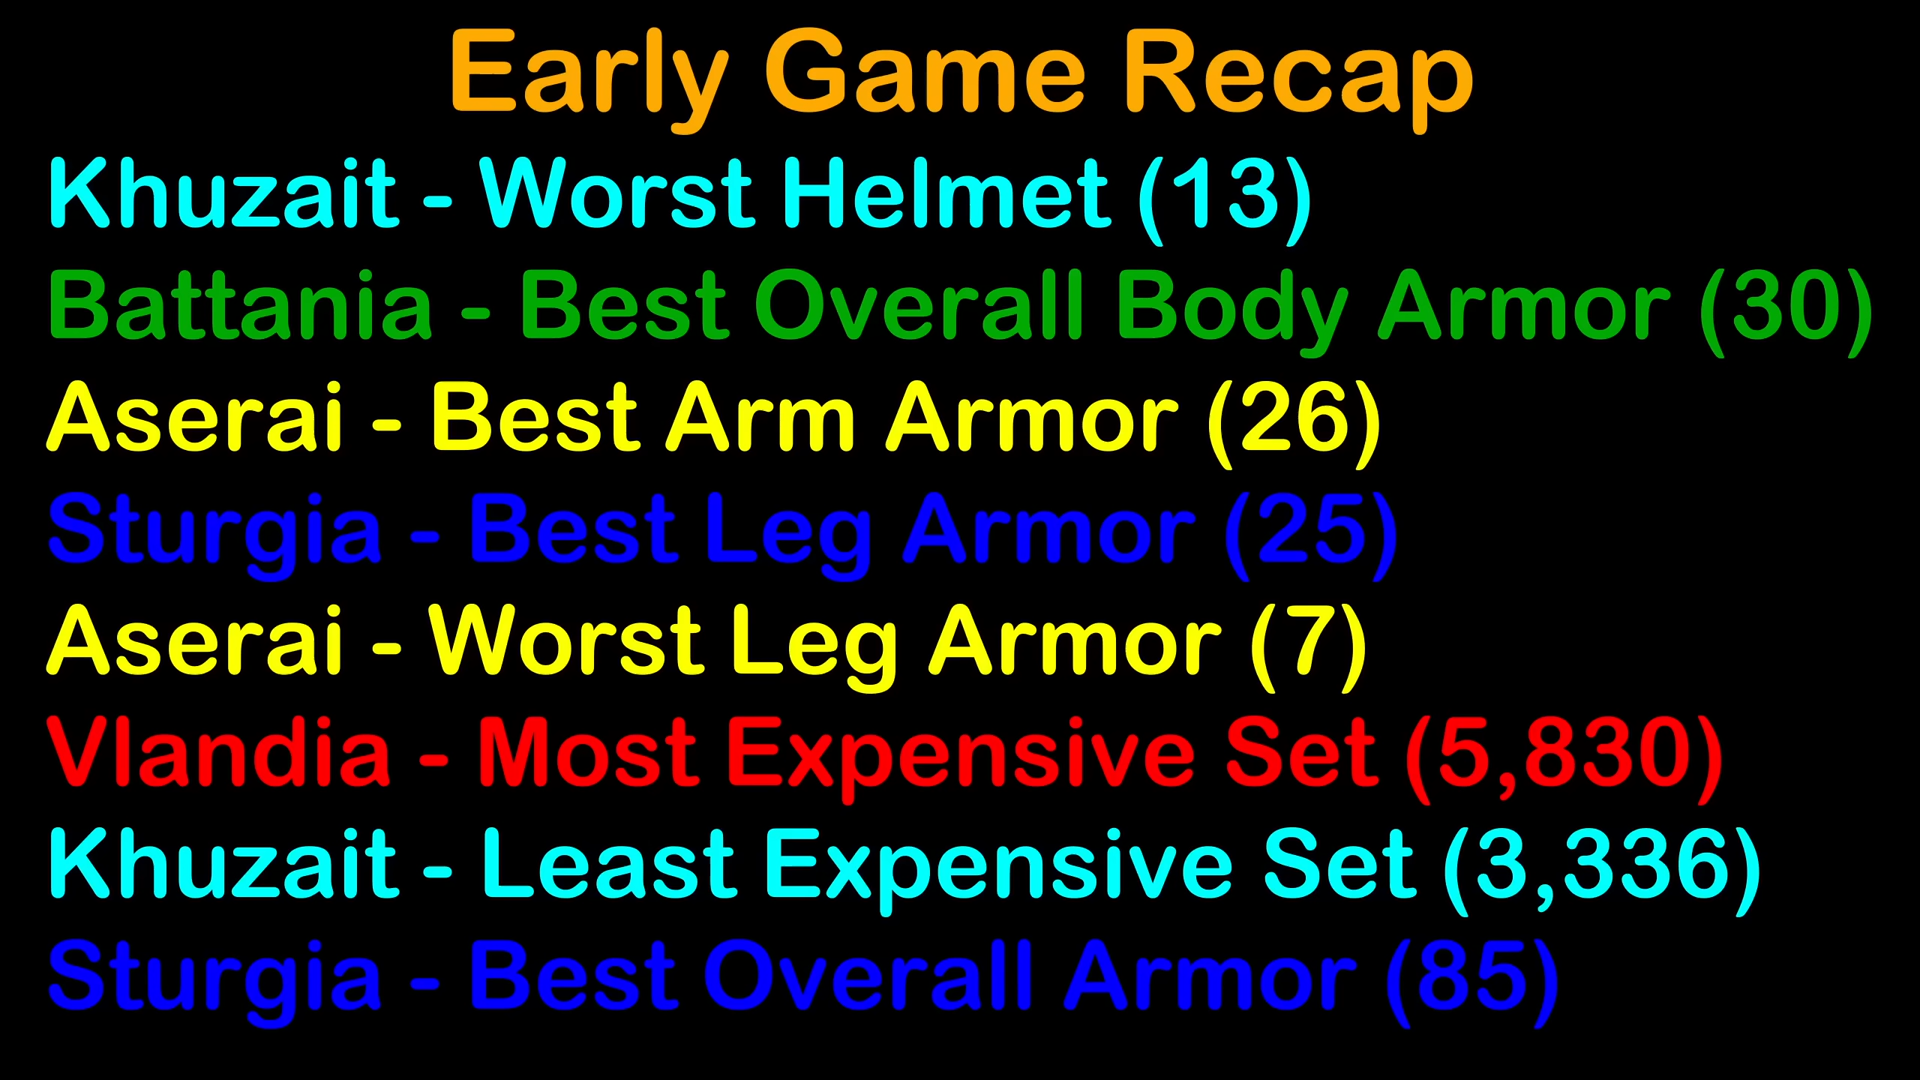 Early Game Recap
Khuzait - Worst Helmet (13)
Battania - Best Overall Body Armor (30)
Aserai - Best Arm Armor (26)
Sturgia - Best Leg Armor (25)
Aserai - Worst Leg Armor (7)
Vlandia - Most Expensive Set (5,830)
Khuzait - Least Expensive Set (3,336)
Sturgia - Best Overall Armor (85)